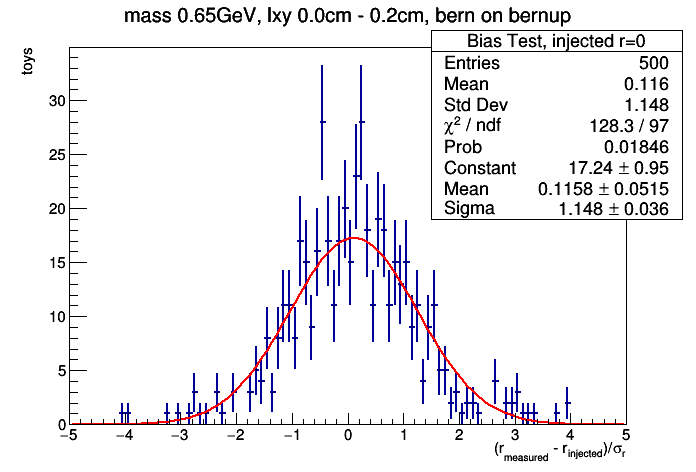 mass 0.65GeV, lxy 0.0cm - 0.2cm, bern on bernup
toys
Bias Test, injected r=0
Entries 500
Mean 0.116
Std Dev 1.148
χ² / ndf 128.3 / 97
Prob 0.01846
Constant 17.24 ± 0.95
Mean 0.1158 ± 0.0515
Sigma 1.148 ± 0.036
30
25
20
15
10
5
0
−5 −4 −3 −2 −1 0 1 2 3 4 5
(r_measured - r_injected)/σ_r